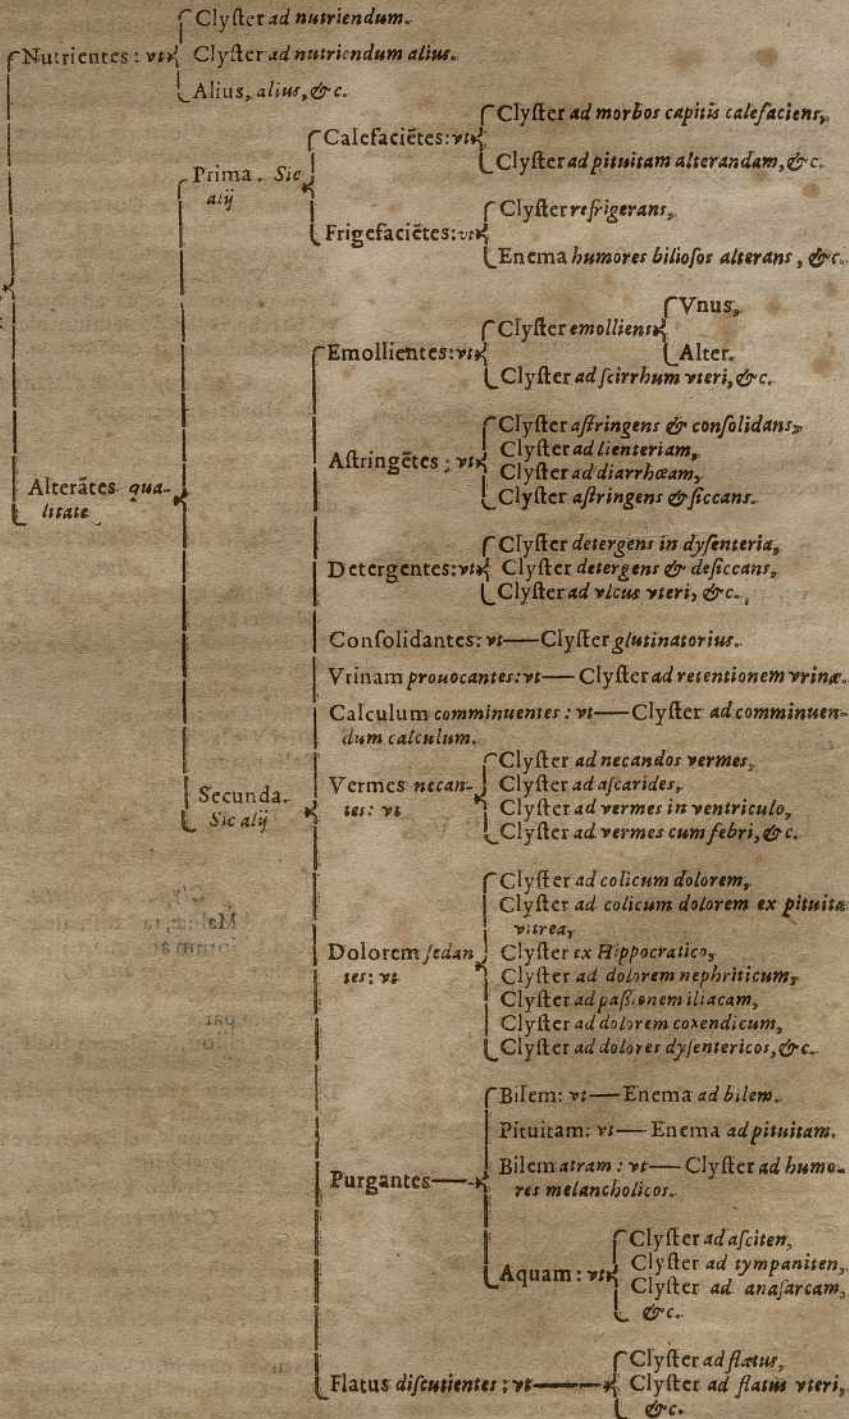 Clyſter ad nutriendum.
Nutrientes: vt Clyſter ad nutriendum alius.
Alius, alius, &c.
Clyſter ad morbos capitis calefaciens,
Calefaciẽtes: vt
Clyſter ad pituitam alterandam, &c.
Prima. Sic
alij
Clyſter refrigerans,
Frigefaciẽtes: vt
Enema humores bilioſos alterans, &c.
Vnus,
Clyſter emolliens
Alter.
Emollientes: vt
Clyſter ad ſcirrhum vteri, &c.
Clyſter aſtringens & conſolidans,
Clyſter ad lienteriam,
Aſtringẽtes: vt
Clyſter ad diarrhœam,
Clyſter aſtringens & ſiccans.
Alterãtes qua-
litate
Clyſter detergens in dyſenteria,
Detergentes: vt Clyſter detergens & deſiccans,
Clyſter ad vlcus vteri, &c.
Conſolidantes: vt—Clyſter glutinatorius.
Vrinam prouocantes: vt—Clyſter ad retentionem vrinæ.
Calculum comminuentes: vt—Clyſter ad comminuen-
dum calculum.
Clyſter ad necandos vermes,
Vermes necan- Clyſter ad aſcarides,
tes: vt Clyſter ad vermes in ventriculo,
Clyſter ad vermes cum febri, &c.
Secunda.
Sic alij
Clyſter ad colicum dolorem,
Clyſter ad colicum dolorem ex pituita
vitrea,
Dolorem ſedan Clyſter ex Hippocratico,
tes: vt Clyſter ad dolorem nephriticum,
Clyſter ad paſſionem iliacam,
Clyſter ad dolorem coxendicum,
Clyſter ad dolores dyſentericos, &c.
Bilem: vt—Enema ad bilem.
Pituitam: vt—Enema ad pituitam.
Bilem atram: vt—Clyſter ad humo-
Purgantes—
res melancholicos.
Clyſter ad aſciten,
Clyſter ad tympaniten,
Aquam: vt
Clyſter ad anaſarcam,
&c.
Clyſter ad flatus,
Flatus diſcutientes: vt—Clyſter ad flatus vteri,
&c.